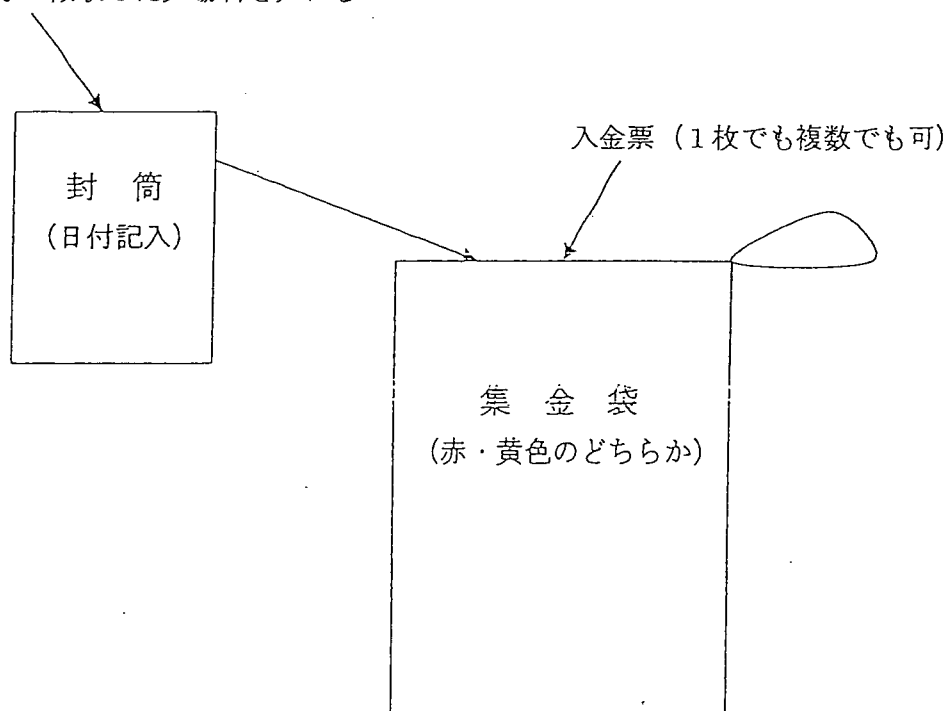 入金票（1枚でも複数でも可）
封　筒
（日付記入）
集　金　袋
（赤・黄色のどちらか）